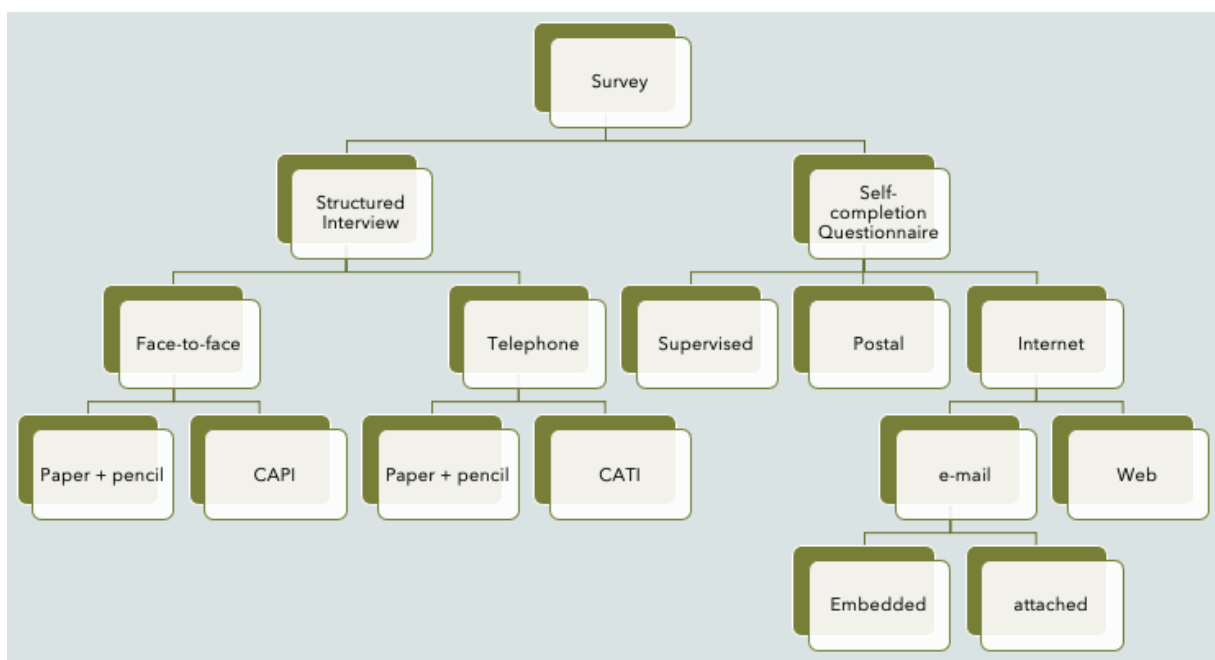 Survey
Structured
Interview
Self-
completion
Questionnaire
Face-to-face
Telephone
Supervised
Postal
Internet
Paper + pencil
CAPI
Paper + pencil
CATI
e-mail
Web
Embedded
attached